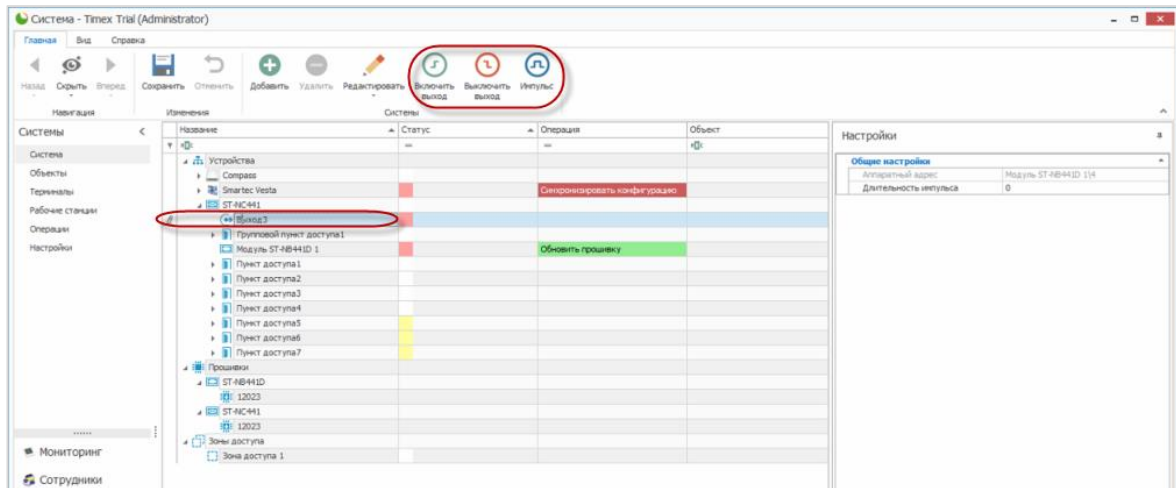 Система - Timex Trial (Administrator)
Главная Вид Справка
Назад Скрыть Вперед Сохранить Отменить Добавить Удалить Редактировать Включить выход Выключить выход Импульс
Навигация Изменения Системы
Системы
Система
Объекты
Терминалы
Рабочие станции
Операции
Настройки
Мониторинг
Сотрудники
Название Статус Операция Объект
Устройства
Compass
Smartec Vesta Синхронизировать конфигурацию
ST-NC441
Выход3
Групповой пункт доступа1
Модуль ST-NB441D 1 Обновить прошивку
Пункт доступа1
Пункт доступа2
Пункт доступа3
Пункт доступа4
Пункт доступа5
Пункт доступа6
Пункт доступа7
Прошивки
ST-NB441D
12023
ST-NC441
12023
Зоны доступа
Зона доступа 1
Настройки
Общие настройки
Аппаратный адрес Модуль ST-NB441D 1\4
Длительность импульса 0